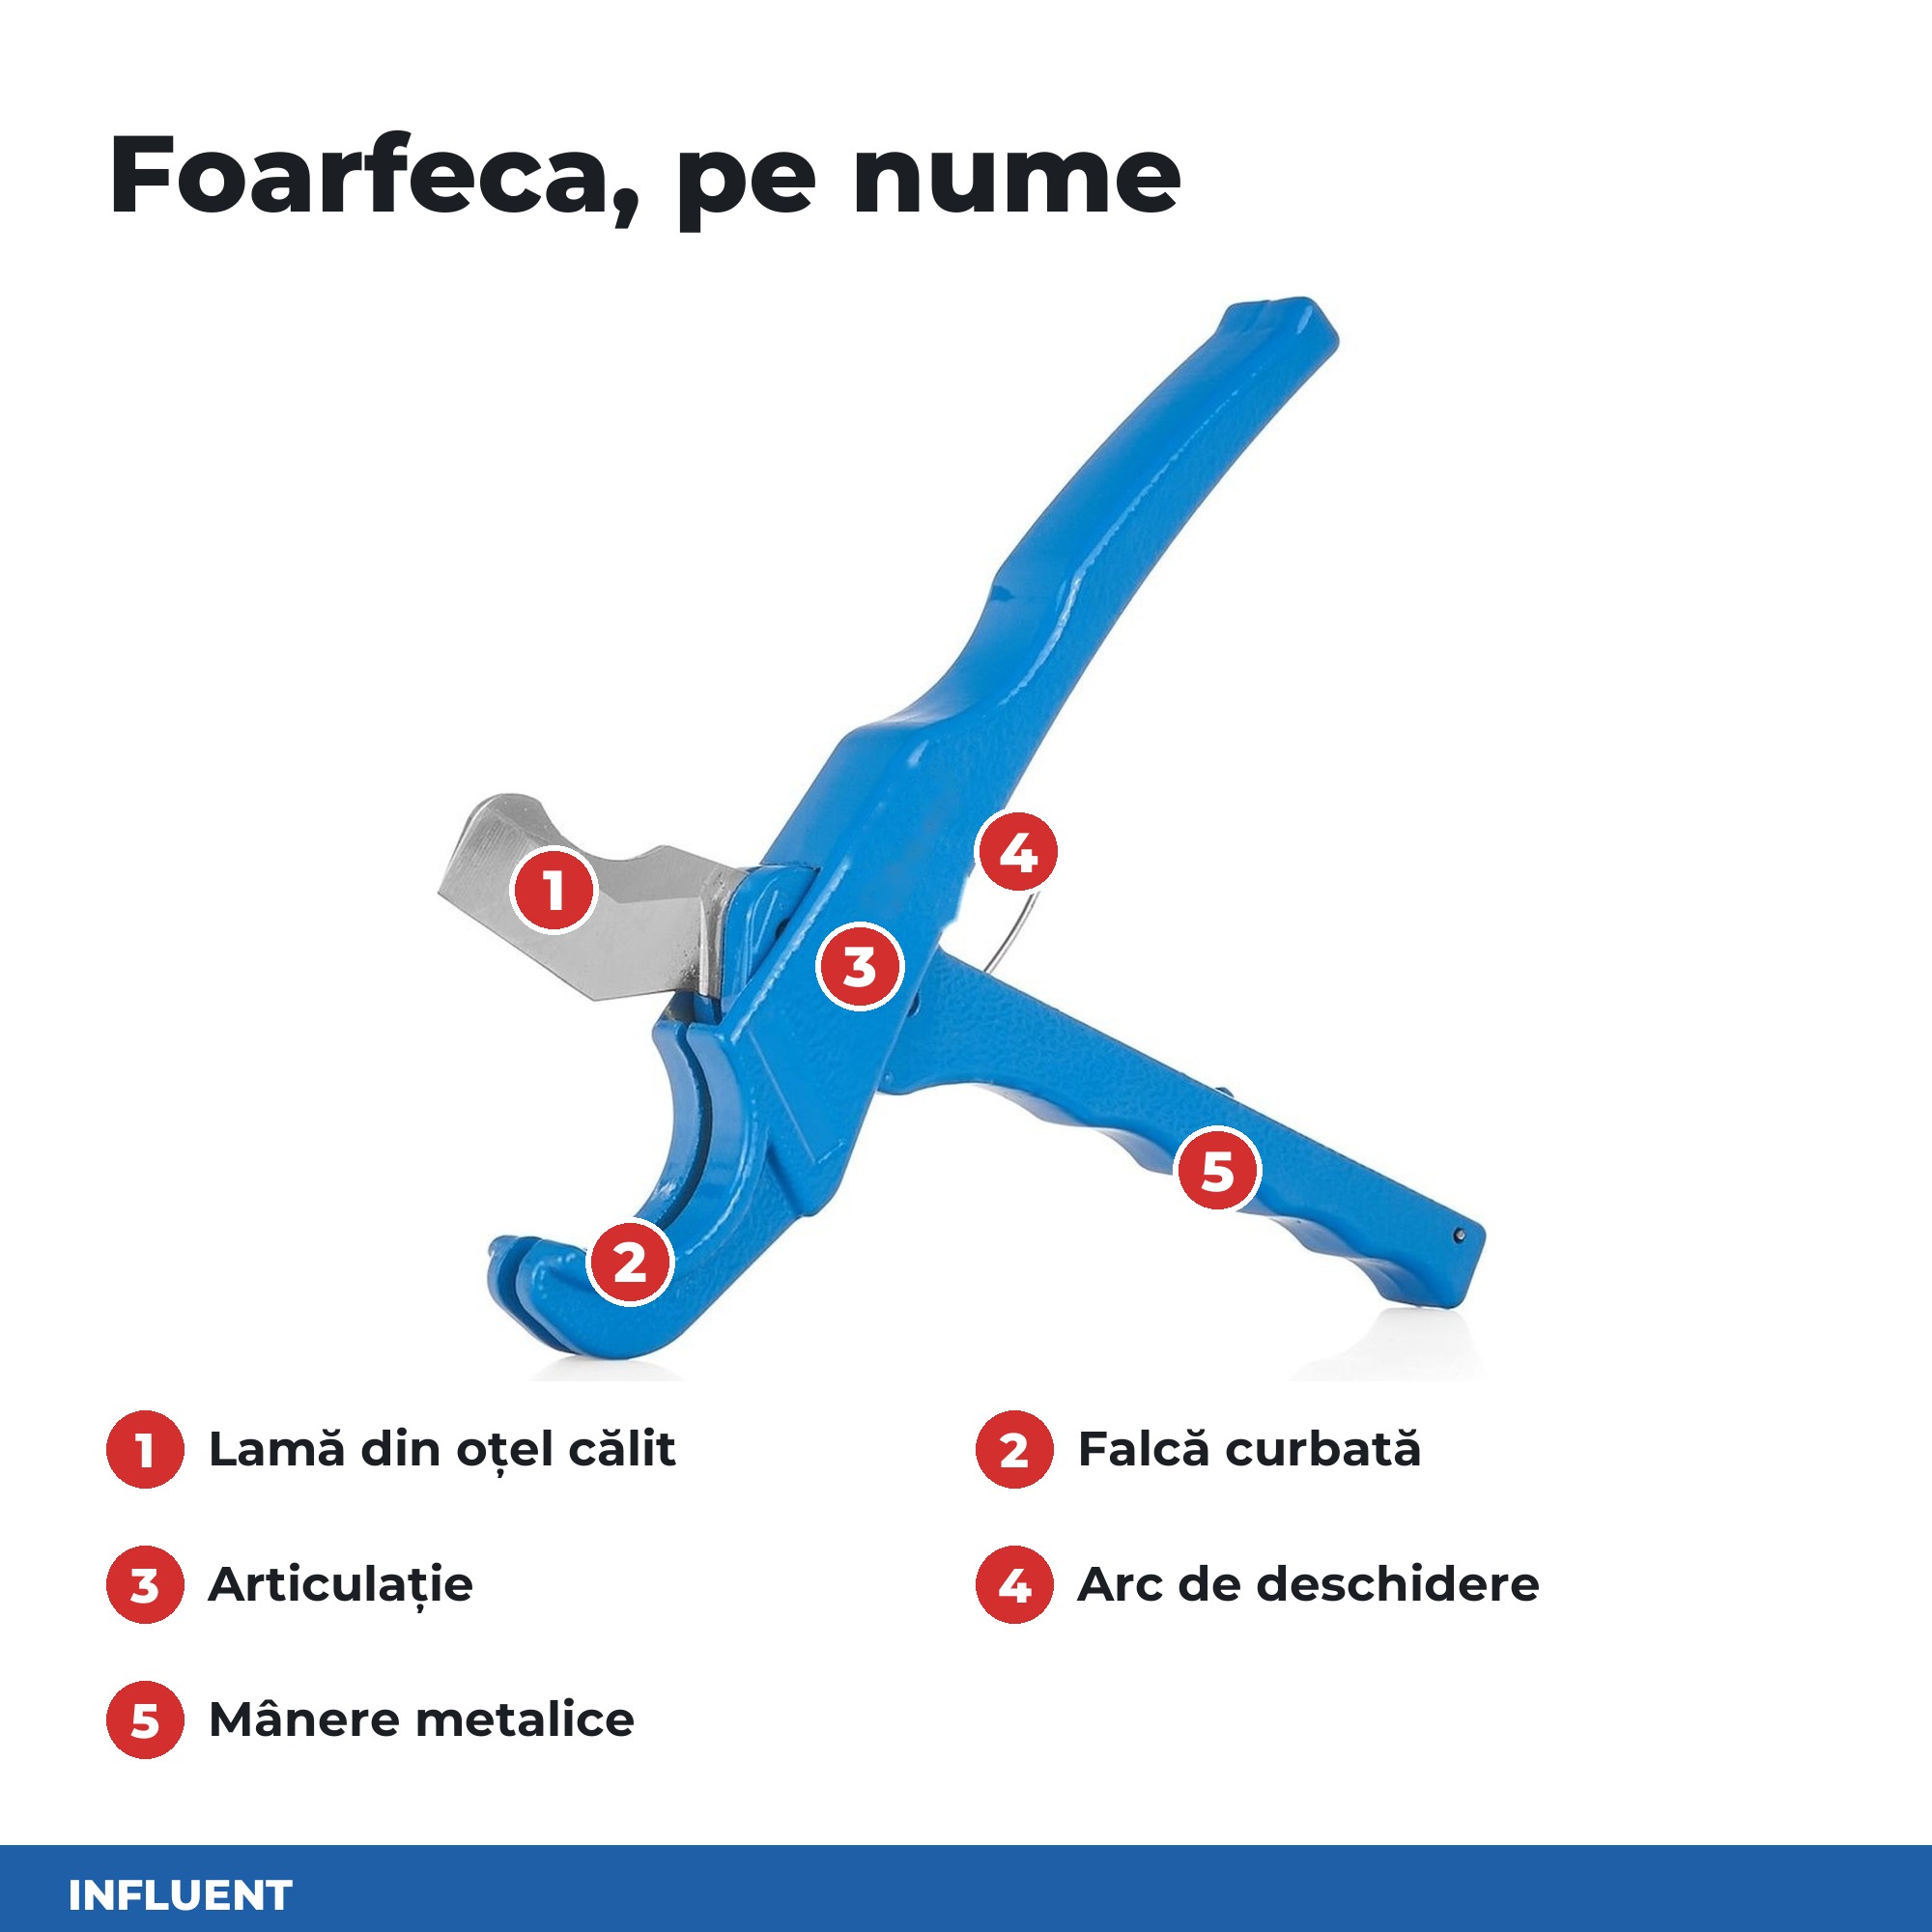 Foarfeca, pe nume
4
1
3
5
2
1 Lamă din oțel călit
2 Falcă curbată
3 Articulație
4 Arc de deschidere
5 Mânere metalice
INFLUENT